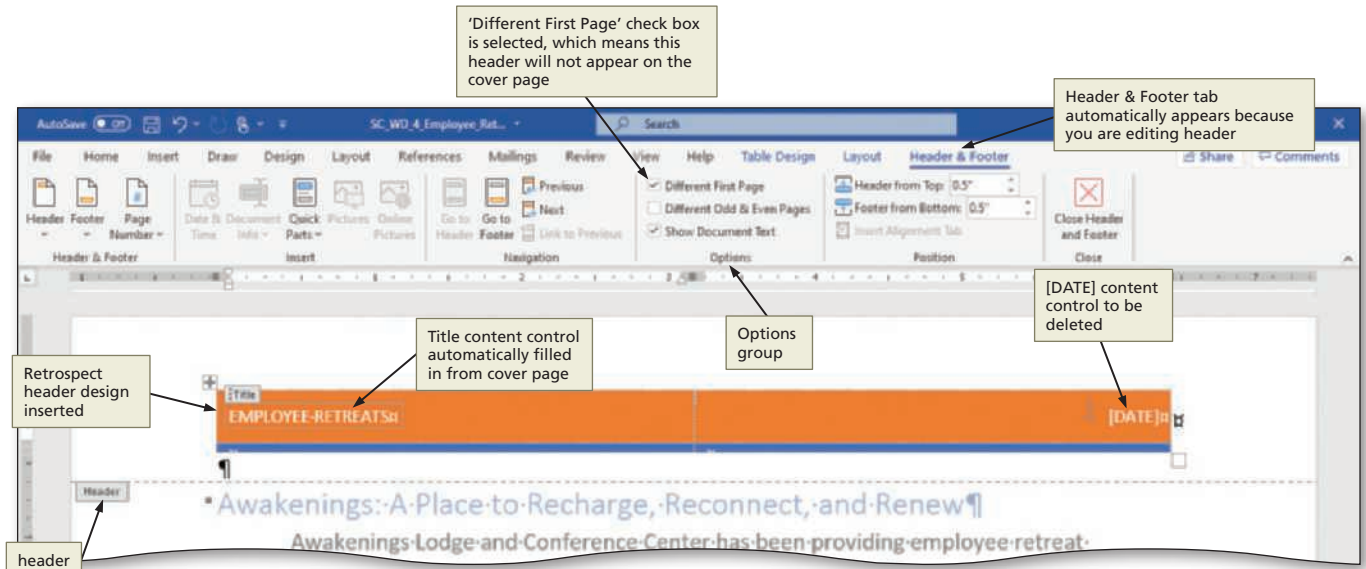 'Different First Page' check box
is selected, which means this
header will not appear on the
cover page
Header & Footer tab
automatically appears because
you are editing header
AutoSave Off
SC_WD_4_Employee_Ret...
Search
File Home Insert Draw Design Layout References Mailings Review View Help Table Design Layout Header & Footer Share Comments
Header Footer Page Number
Date & Time Document Info Quick Parts Pictures Online Pictures
Go to Header Go to Footer Previous Next Link to Previous
Different First Page
Different Odd & Even Pages
Show Document Text
Header from Top: 0.5"
Footer from Bottom: 0.5"
Insert Alignment Tab
Close Header and Footer
Header & Footer Insert Navigation Options Position Close
[DATE] content
control to be
deleted
Options
group
Title content control
automatically filled
in from cover page
Retrospect
header design
inserted
Title
EMPLOYEE·RETREATS¤
[DATE]¤ ¤
¶
Header
Awakenings:·A·Place·to·Recharge,·Reconnect,·and·Renew¶
Awakenings·Lodge·and·Conference·Center·has·been·providing·employee·retreat·
header